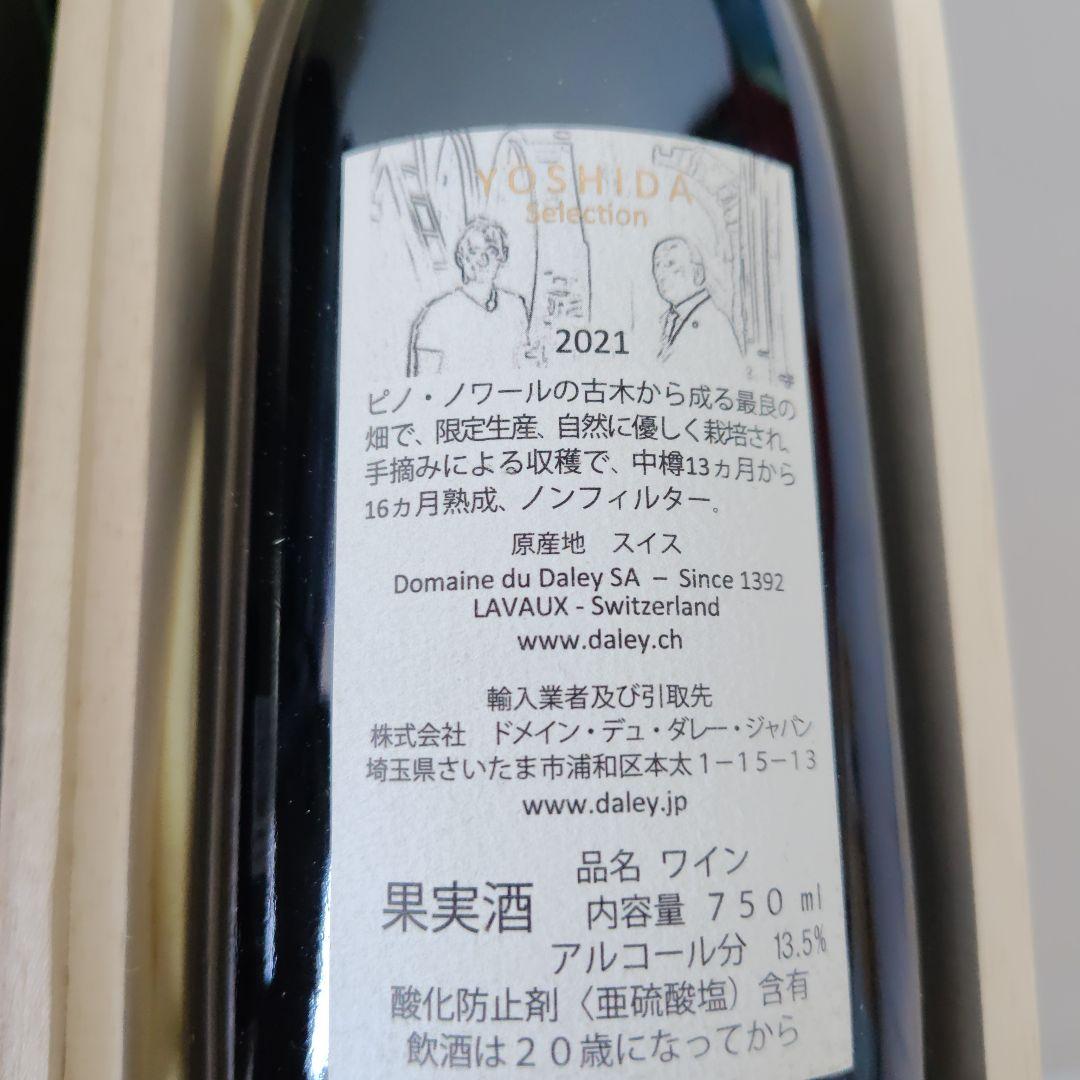 YOSHIDA
Selection
2021
ピノ・ノワールの古木から成る最良の
畑で、限定生産、自然に優しく栽培され、
手摘みによる収穫で、中樽13ヵ月から
16ヵ月熟成、ノンフィルター。
原産地　スイス
Domaine du Daley SA – Since 1392
LAVAUX - Switzerland
www.daley.ch
輸入業者及び引取先
株式会社　ドメイン・デュ・ダレー・ジャパン
埼玉県さいたま市浦和区本太１－１５－１３
www.daley.jp
品名 ワイン
果実酒 内容量 ７５０ ml
アルコール分 13.5%
酸化防止剤〈亜硫酸塩）含有
飲酒は２０歳になってから